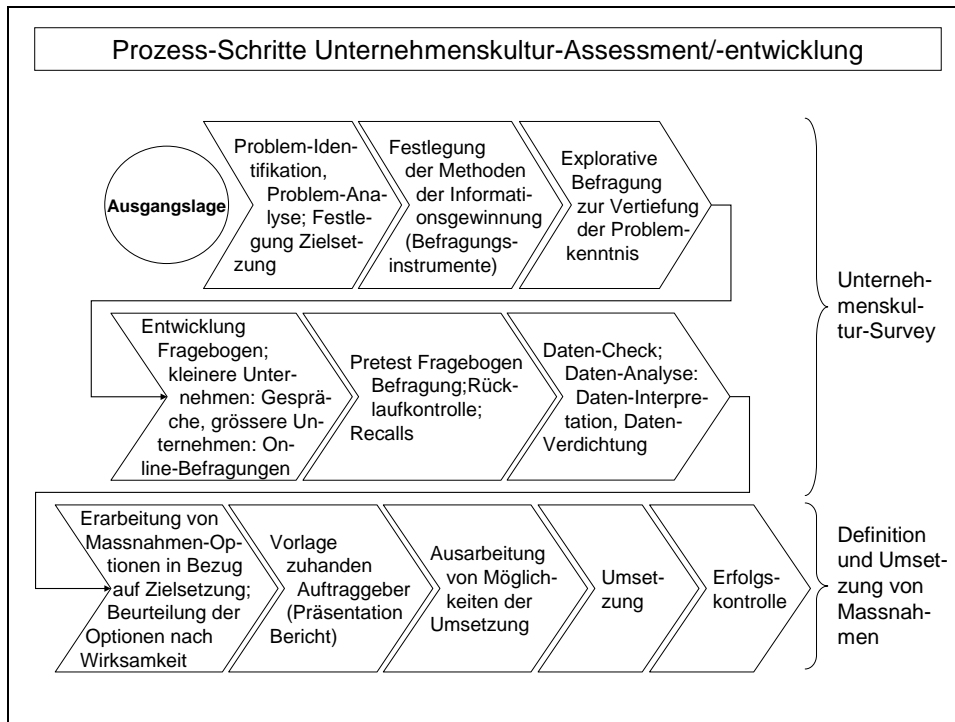 Prozess-Schritte Unternehmenskultur-Assessment/-entwicklung
Ausgangslage
Problem-Iden-
tifikation,
Problem-Ana-
lyse; Festle-
gung Zielset-
zung
Festlegung
der Methoden
der Informati-
onsgewinnung
(Befragungs-
instrumente)
Explorative
Befragung
zur Vertiefung
der Problem-
kenntnis
Unterneh-
menskul-
tur-Survey
Entwicklung
Fragebogen;
kleinere Unter-
nehmen: Gesprä-
che, grössere Un-
ternehmen: On-
line-Befragungen
Pretest Fragebogen
Befragung;Rück-
laufkontrolle;
Recalls
Daten-Check;
Daten-Analyse:
Daten-Interpre-
tation, Daten-
Verdichtung
Erarbeitung von
Massnahmen-Op-
tionen in Bezug
auf Zielsetzung;
Beurteilung der
Optionen nach
Wirksamkeit
Vorlage
zuhanden
Auftraggeber
(Präsentation
Bericht)
Ausarbeitung
von Möglich-
keiten der
Umsetzung
Umset-
zung
Erfolgs-
kontrolle
Definition
und Umset-
zung von
Massnah-
men